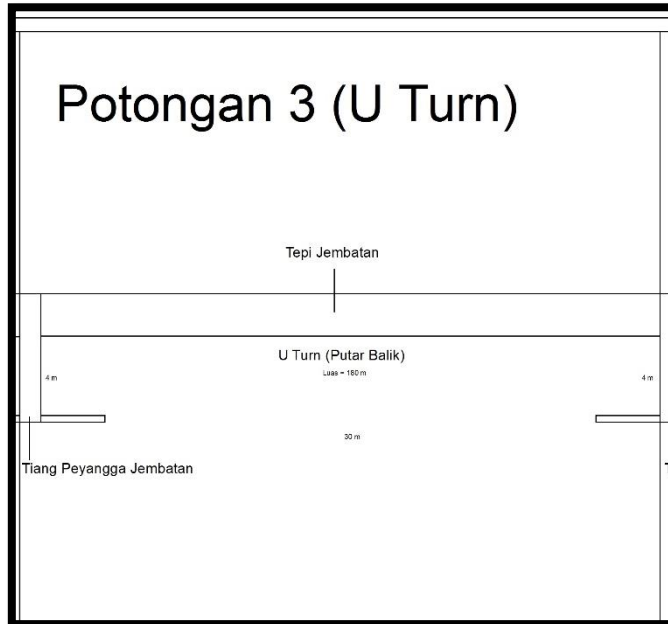 Potongan 3 (U Turn)
Tepi Jembatan
U Turn (Putar Balik)
Luas = 180 m
4 m
4 m
30 m
Tiang Peyangga Jembatan
T